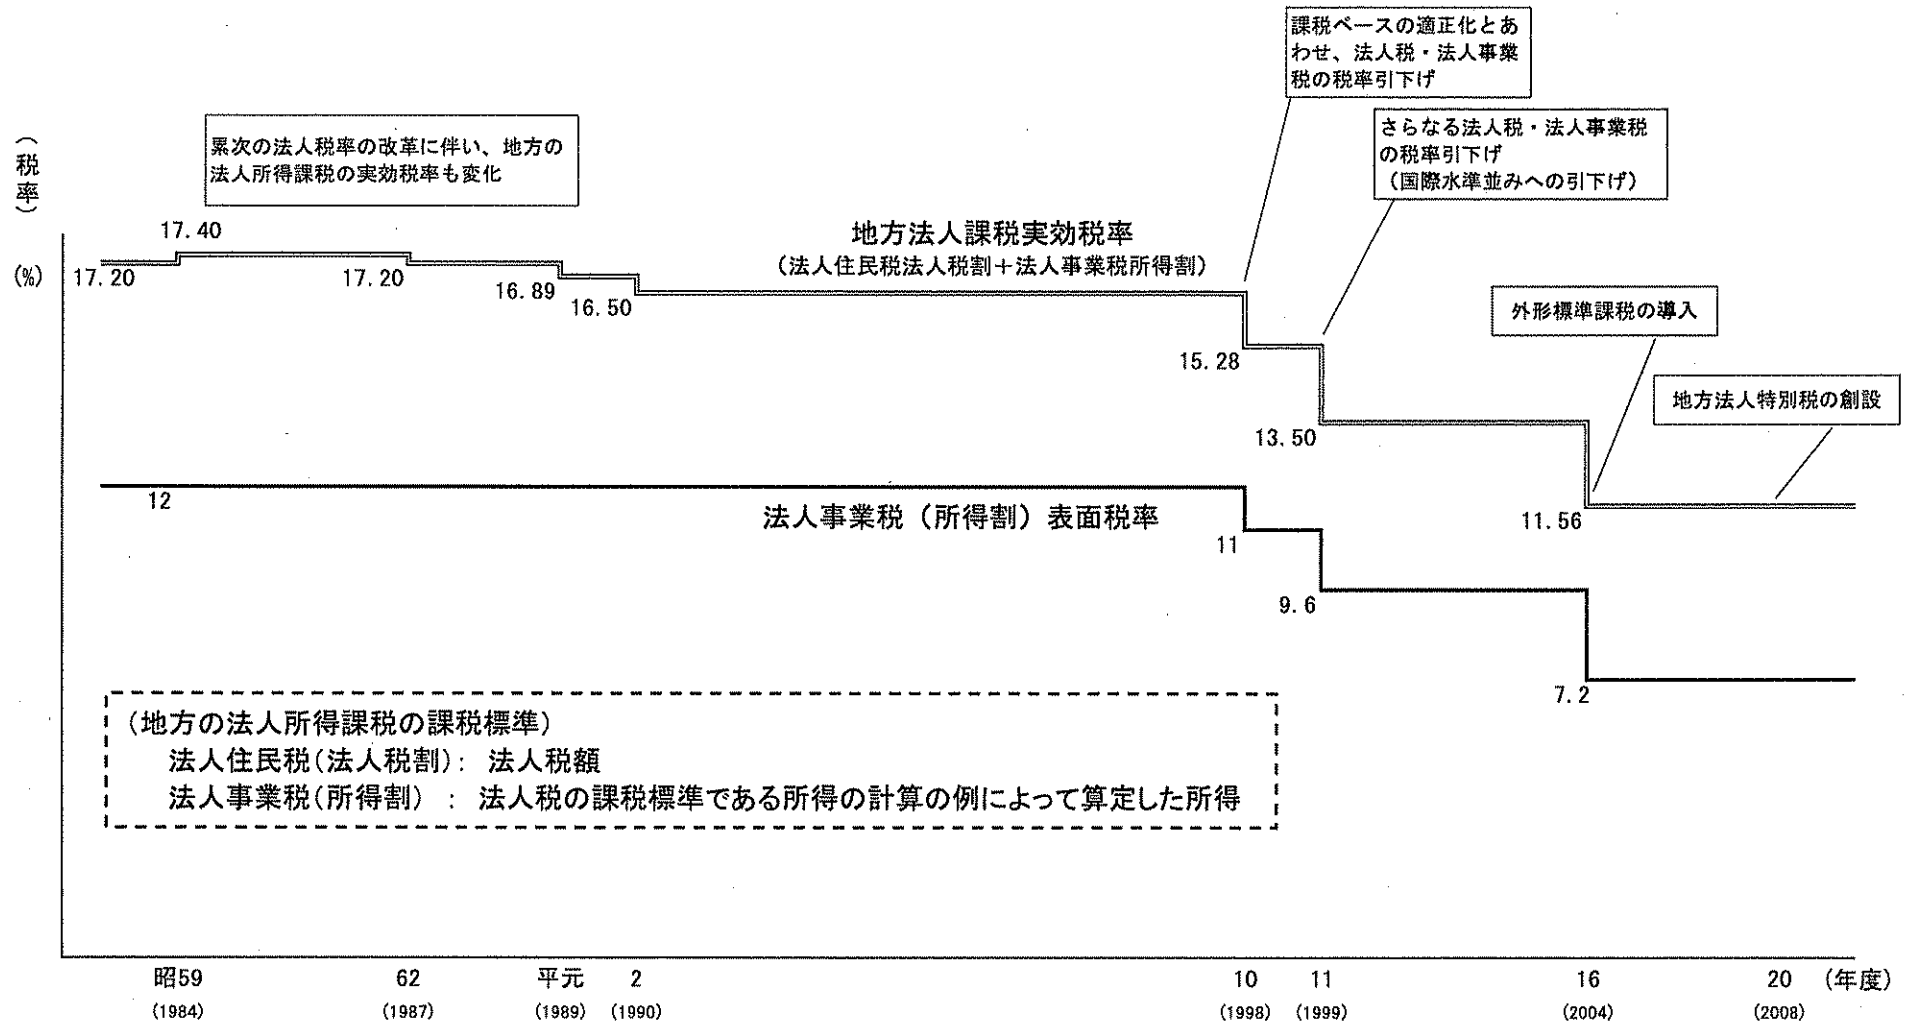 課税ベースの適正化とあ
わせ、法人税・法人事業
税の税率引下げ
さらなる法人税・法人事業税
の税率引下げ
（国際水準並みへの引下げ）
（税率）
累次の法人税率の改革に伴い、地方の
法人所得課税の実効税率も変化
17.40
地方法人課税実効税率
（法人住民税法人税割＋法人事業税所得割）
(%)
17.20
17.20
16.89
16.50
外形標準課税の導入
15.28
地方法人特別税の創設
13.50
12
法人事業税（所得割）表面税率
11.56
11
9.6
7.2
（地方の法人所得課税の課税標準）
法人住民税（法人税割）： 法人税額
法人事業税（所得割） ： 法人税の課税標準である所得の計算の例によって算定した所得
昭59 62 平元 2 10 11 16 20 （年度）
(1984) (1987) (1989) (1990) (1998) (1999) (2004) (2008)